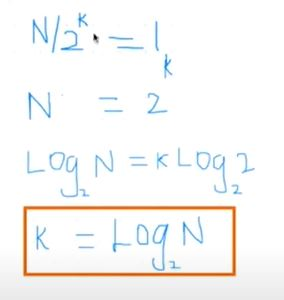 N/2^k = 1
N = 2^k
Log₂ N = k Log₂ 2
k = Log₂ N